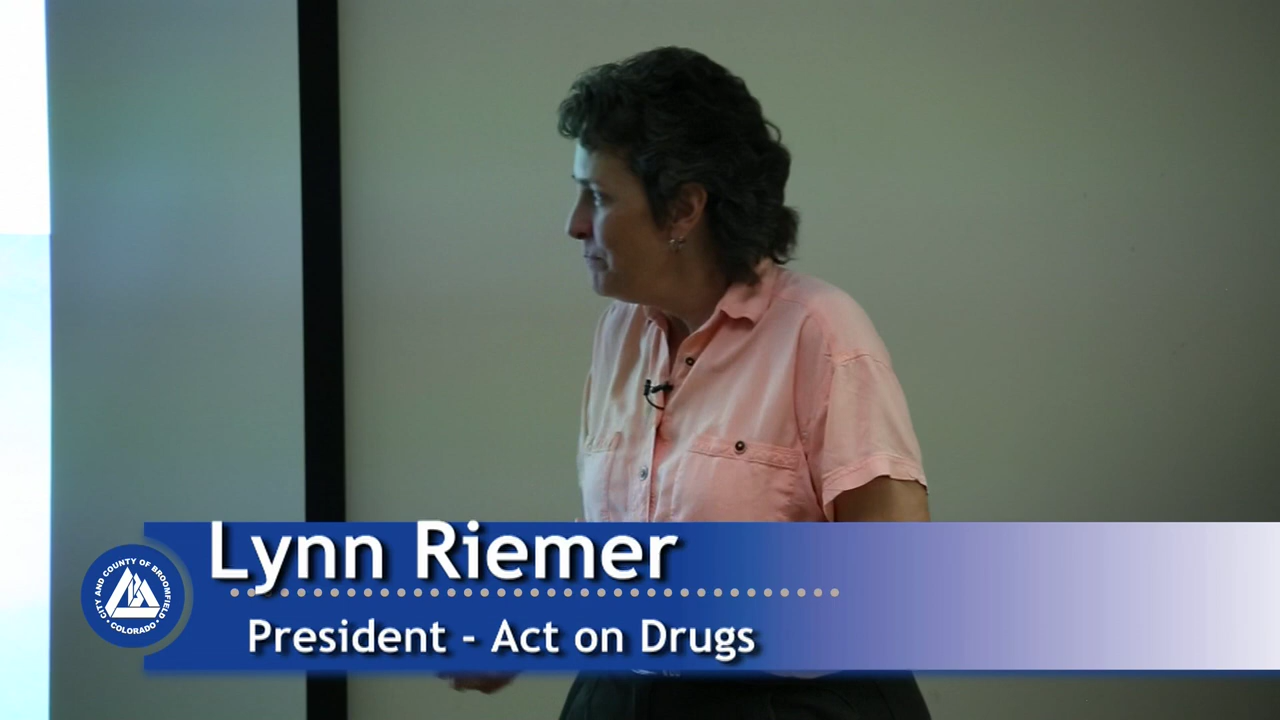 Lynn Riemer
President - Act on Drugs
CITY AND COUNTY OF BROOMFIELD
• COLORADO •